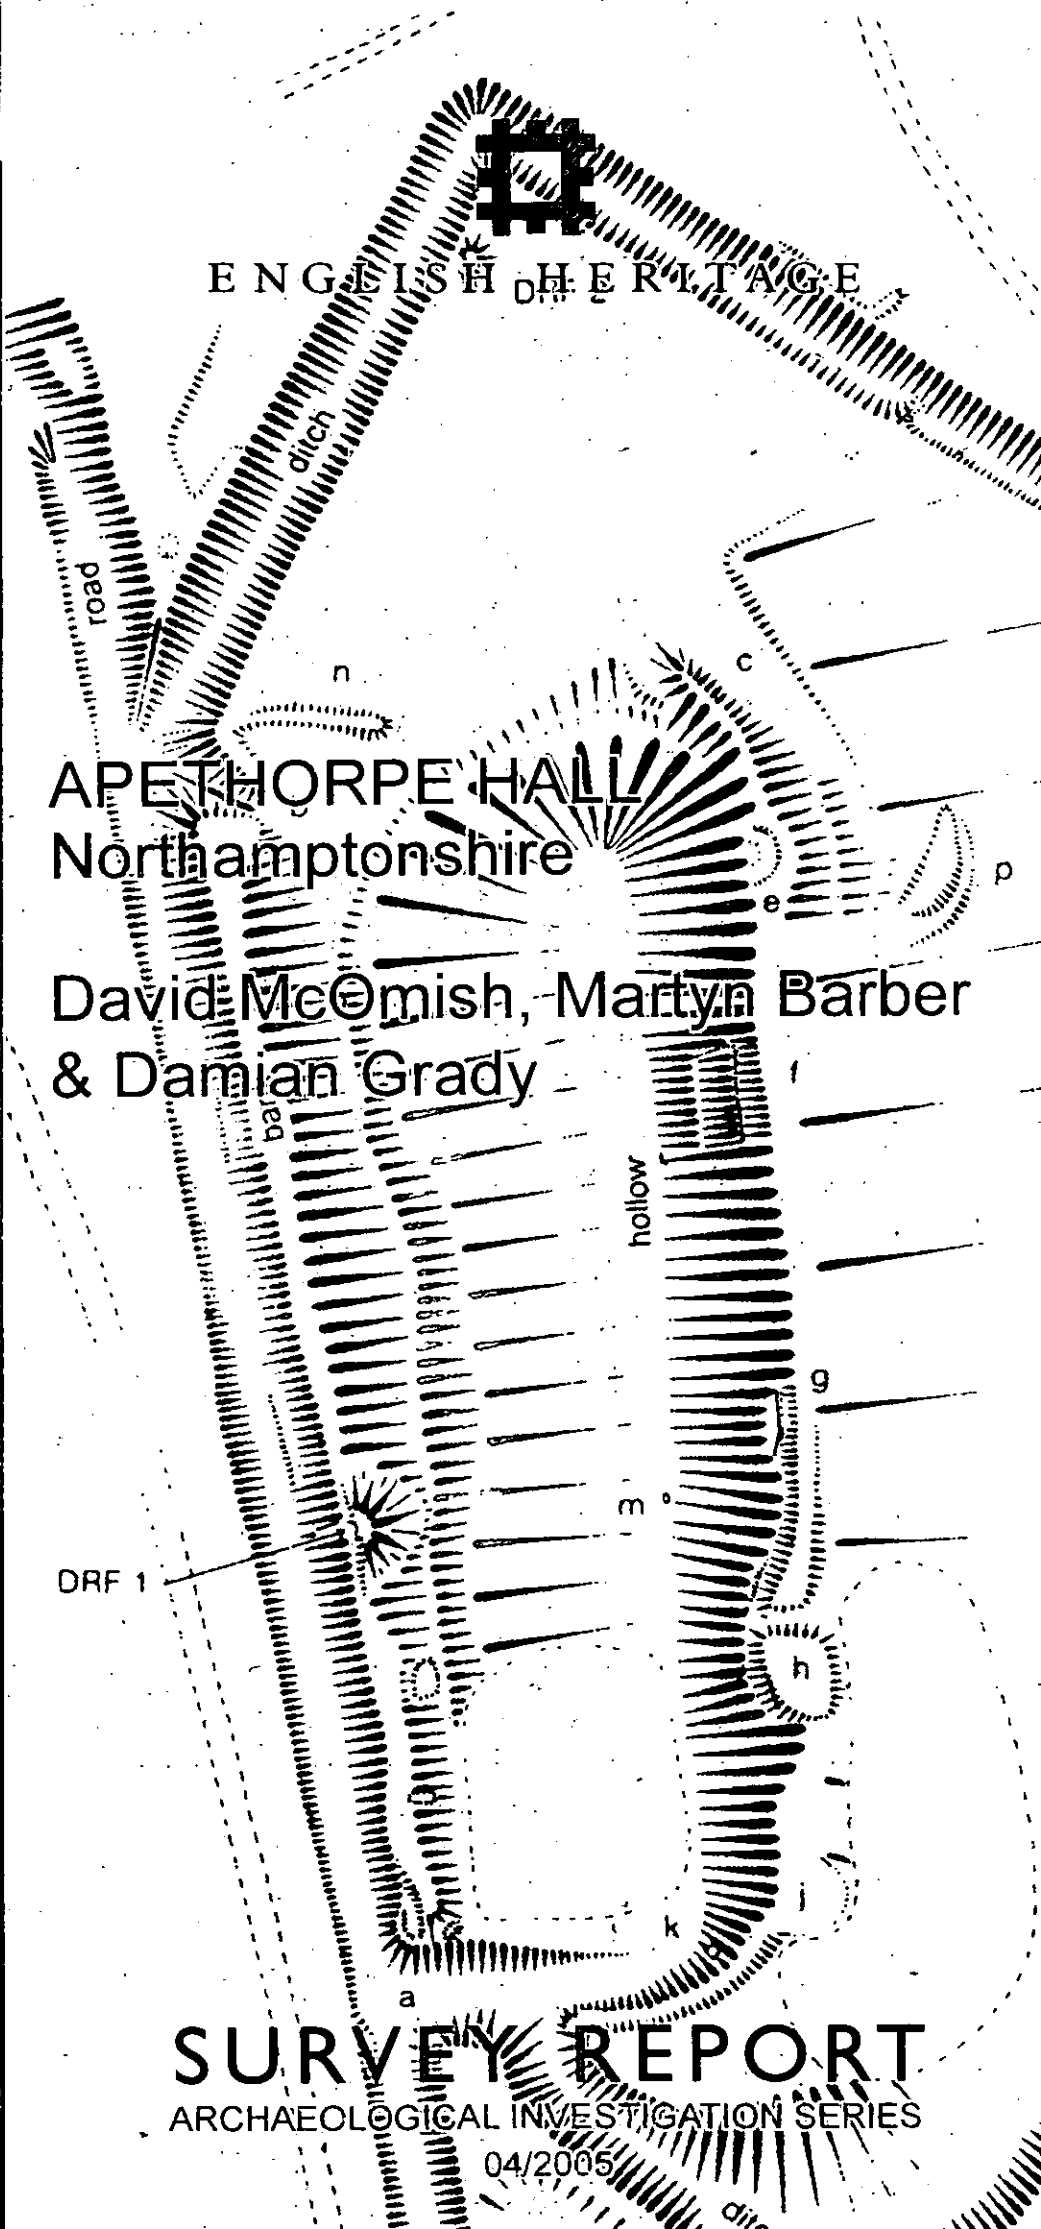 ENGLISH HERITAGE
ditch
road
n
c
APETHORPE HALL
Northamptonshire
e
p
David McOmish, Martyn Barber
& Damian Grady
f
hollow
g
m
DRF 1
h
j
k
a
SURVEY REPORT
ARCHAEOLOGICAL INVESTIGATION SERIES
04/2005